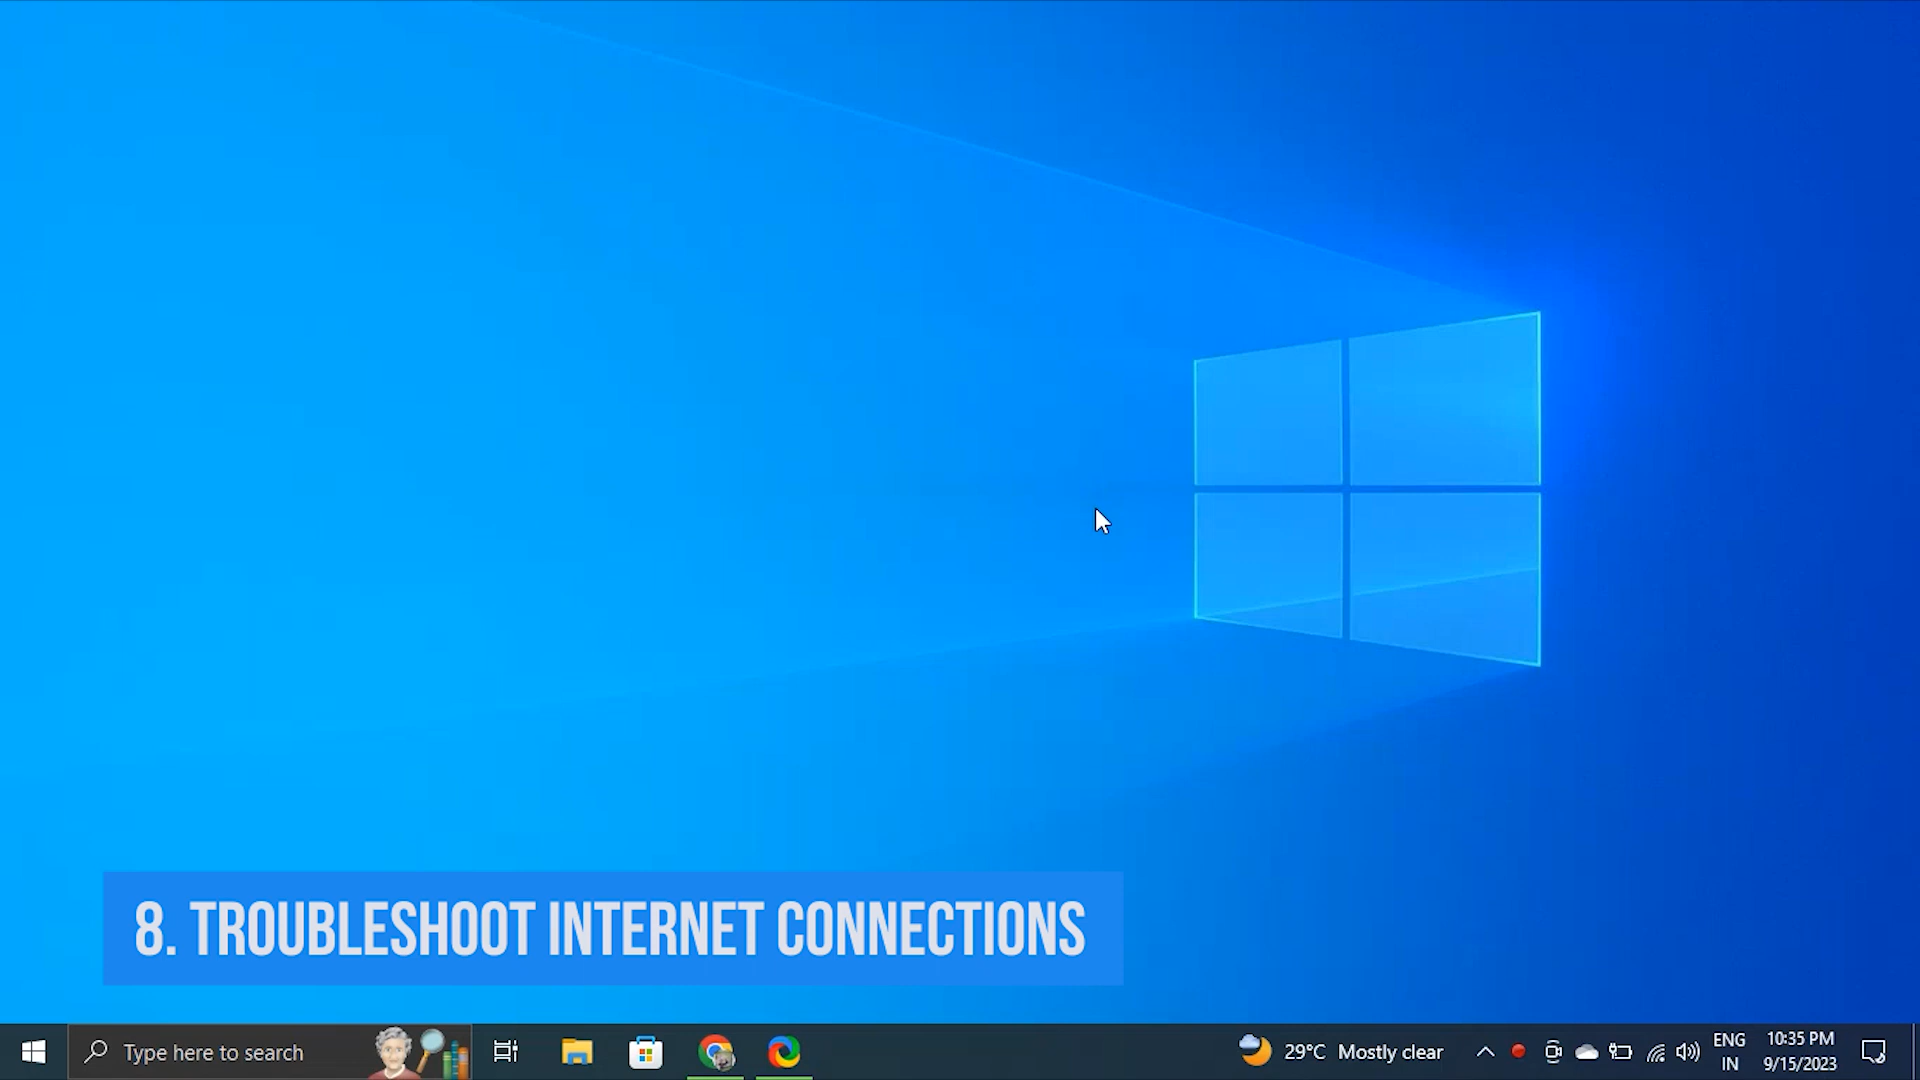 8. TROUBLESHOOT INTERNET CONNECTIONS
Type here to search
29°C Mostly clear
ENG
IN
10:35 PM
9/15/2023